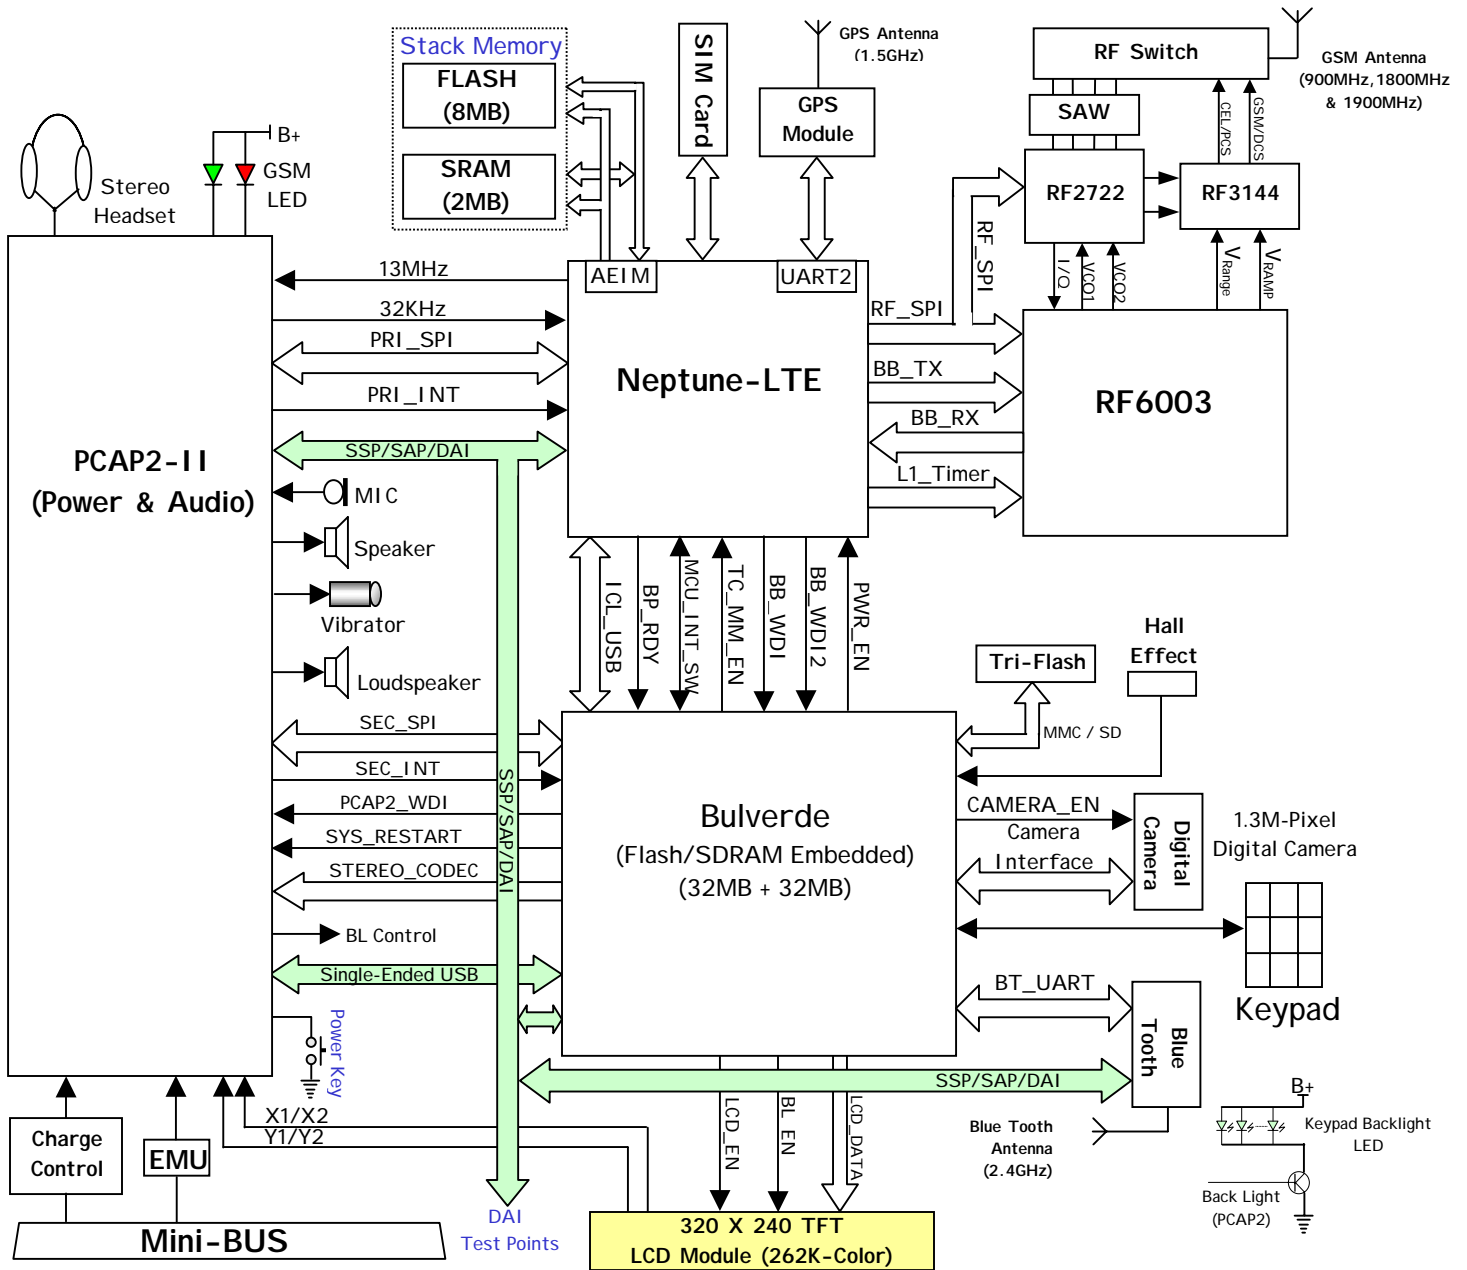 Stack Memory
FLASH
(8MB)
SRAM
(2MB)
SIM Card
GPS Antenna
(1.5GHz)
GPS
Module
RF Switch
GSM Antenna
(900MHz,1800MHz
& 1900MHz)
SAW
CEL/PCS
GSM/DCS
RF2722
RF3144
B+
GSM
LED
Stereo
Headset
AEIM
UART2
13MHz
32KHz
PRI_SPI
PRI_INT
SSP/SAP/DAI
Neptune-LTE
RF_SPI
RF_SPI
BB_TX
BB_RX
L1_Timer
I/Q
VCO1
VCO2
VRange
VRAMP
RF6003
PCAP2-II
(Power & Audio)
MIC
Speaker
Vibrator
Loudspeaker
ICL_USB
BP_RDY
MCU_INT_SW
TC_MM_EN
BB_WDI
BB_WDI2
PWR_EN
Tri-Flash
Hall
Effect
MMC / SD
SEC_SPI
SEC_INT
PCAP2_WDI
SYS_RESTART
STEREO_CODEC
BL Control
Single-Ended USB
SSP/SAP/DAI
Bulverde
(Flash/SDRAM Embedded)
(32MB + 32MB)
CAMERA_EN
Camera
Interface
Digital
Camera
1.3M-Pixel
Digital Camera
Keypad
BT_UART
Blue
Tooth
SSP/SAP/DAI
Power Key
X1/X2
Y1/Y2
Charge
Control
EMU
Mini-BUS
DAI
Test Points
LCD_EN
BL_EN
LCD_DATA
320 X 240 TFT
LCD Module (262K-Color)
Blue Tooth
Antenna
(2.4GHz)
B+
Keypad Backlight
LED
Back Light
(PCAP2)